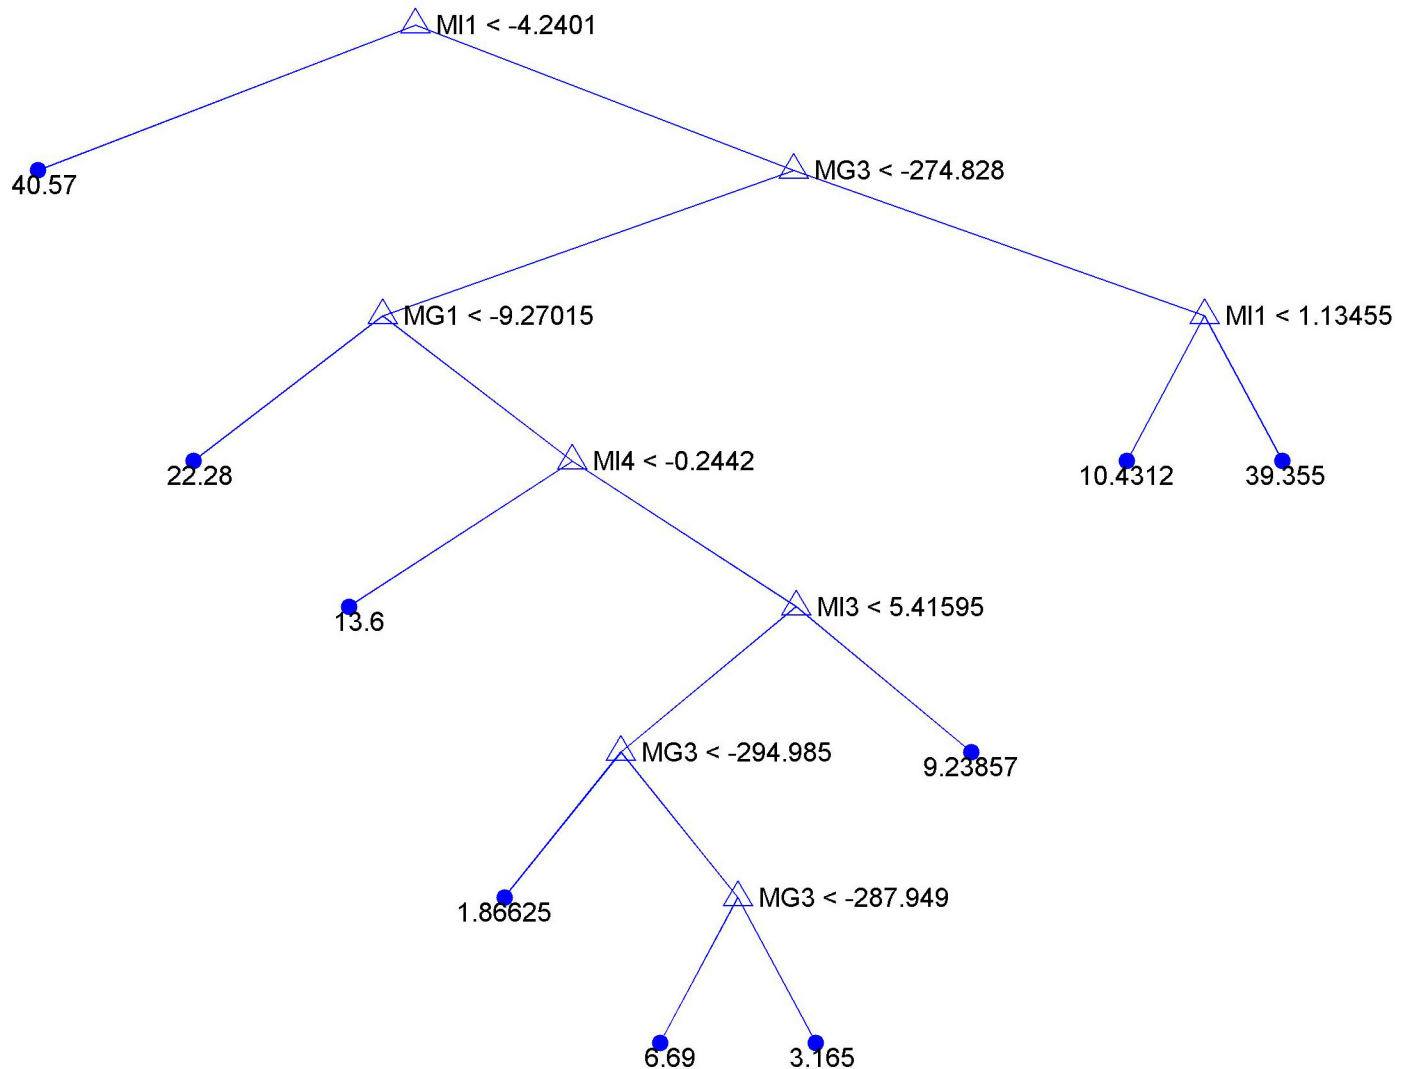 MI1 < -4.2401
40.57
MG3 < -274.828
MG1 < -9.27015
MI1 < 1.13455
22.28
MI4 < -0.2442
10.4312
39.355
13.6
MI3 < 5.41595
MG3 < -294.985
9.23857
1.86625
MG3 < -287.949
6.69
3.165